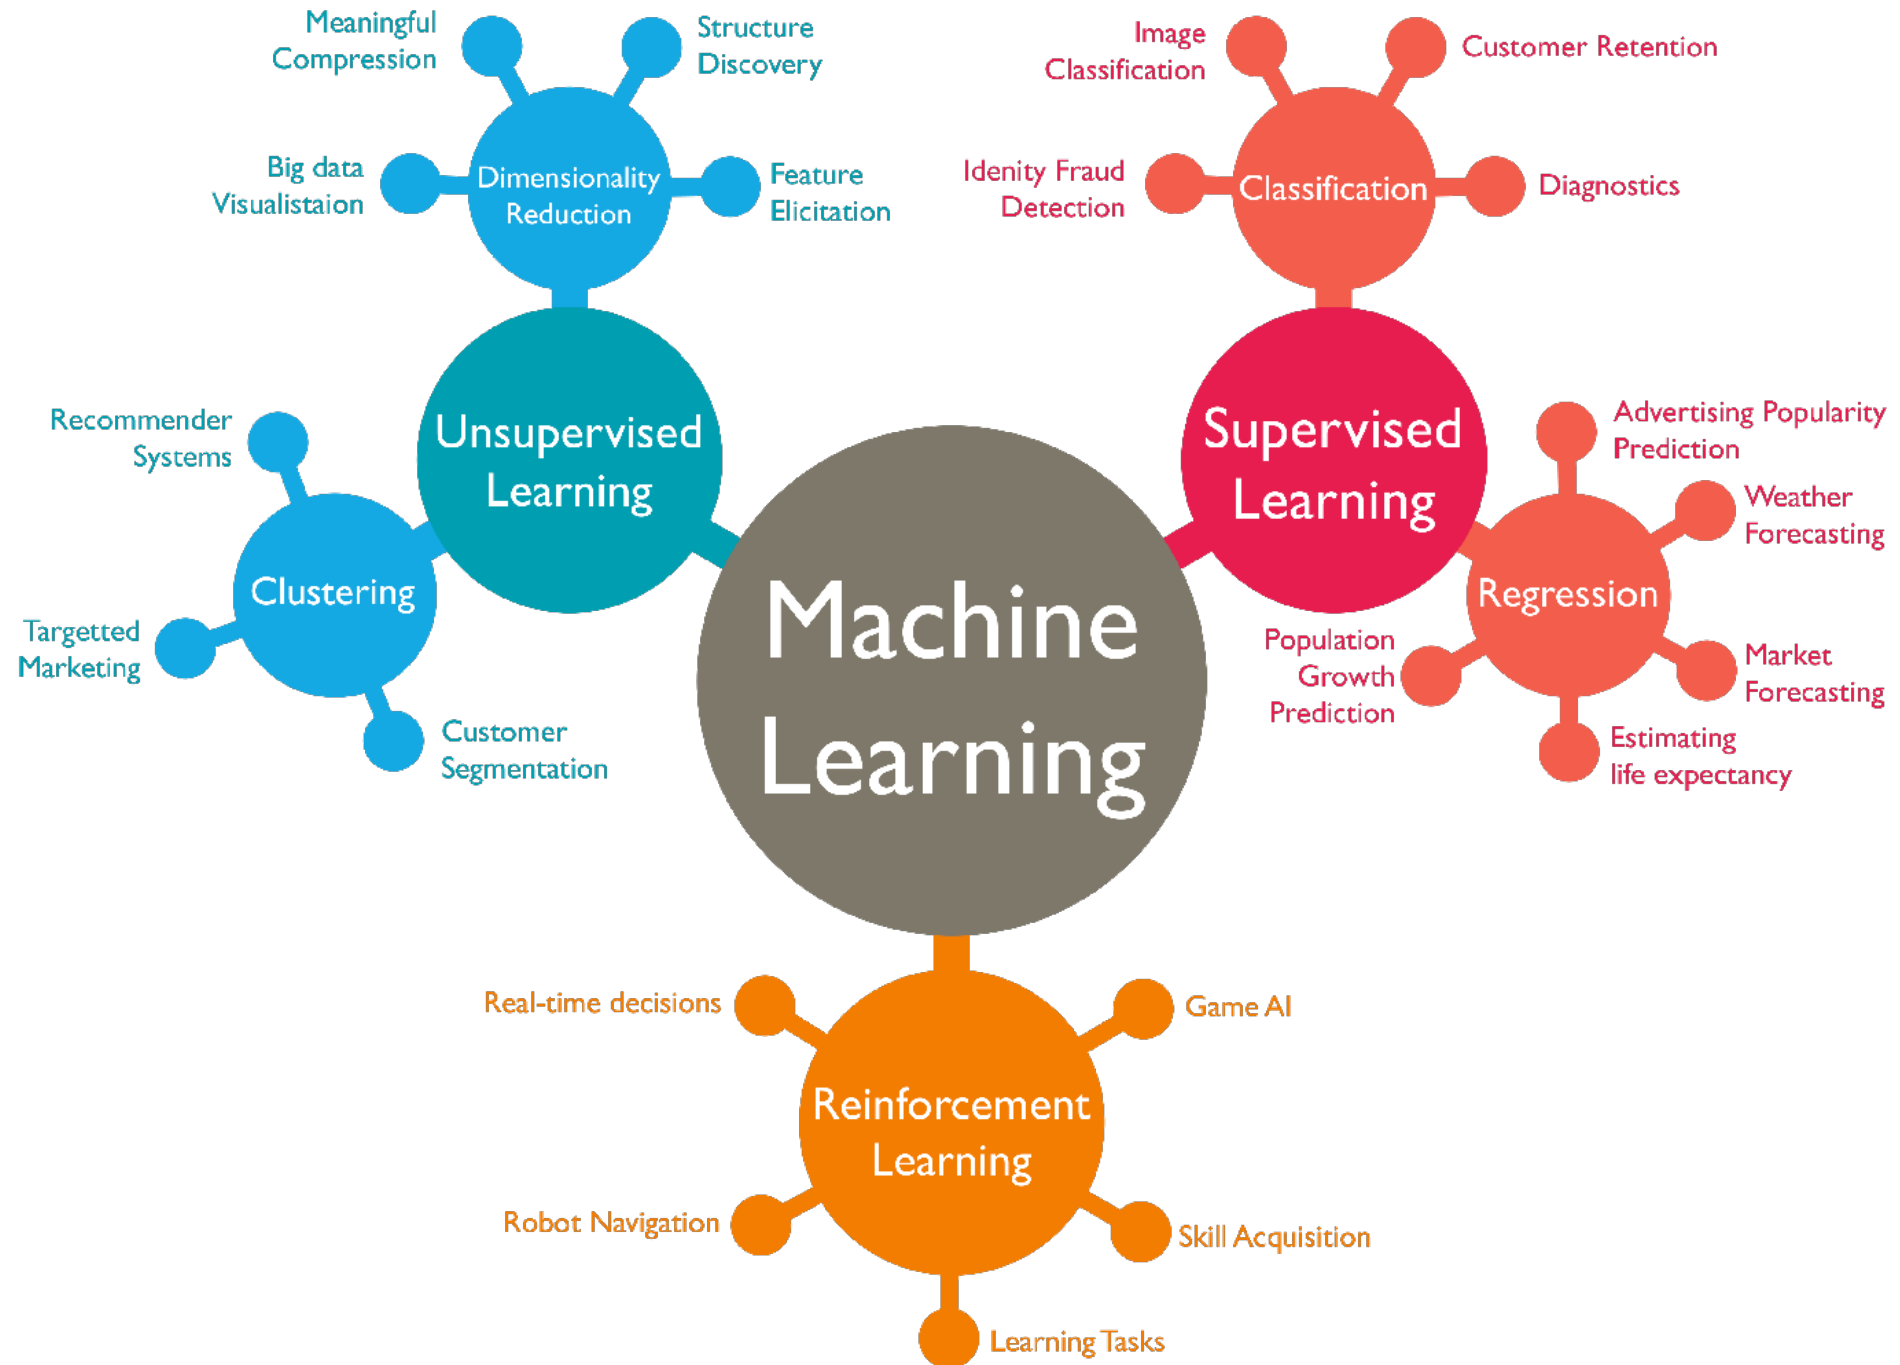 Meaningful
Compression
Structure
Discovery
Big data
Visualistaion
Dimensionality
Reduction
Feature
Elicitation
Image
Classification
Customer Retention
Idenity Fraud
Detection
Classification
Diagnostics
Recommender
Systems
Unsupervised
Learning
Clustering
Targetted
Marketing
Customer
Segmentation
Supervised
Learning
Advertising Popularity
Prediction
Weather
Forecasting
Regression
Population
Growth
Prediction
Market
Forecasting
Estimating
life expectancy
Machine
Learning
Real-time decisions
Game AI
Reinforcement
Learning
Robot Navigation
Skill Acquisition
Learning Tasks